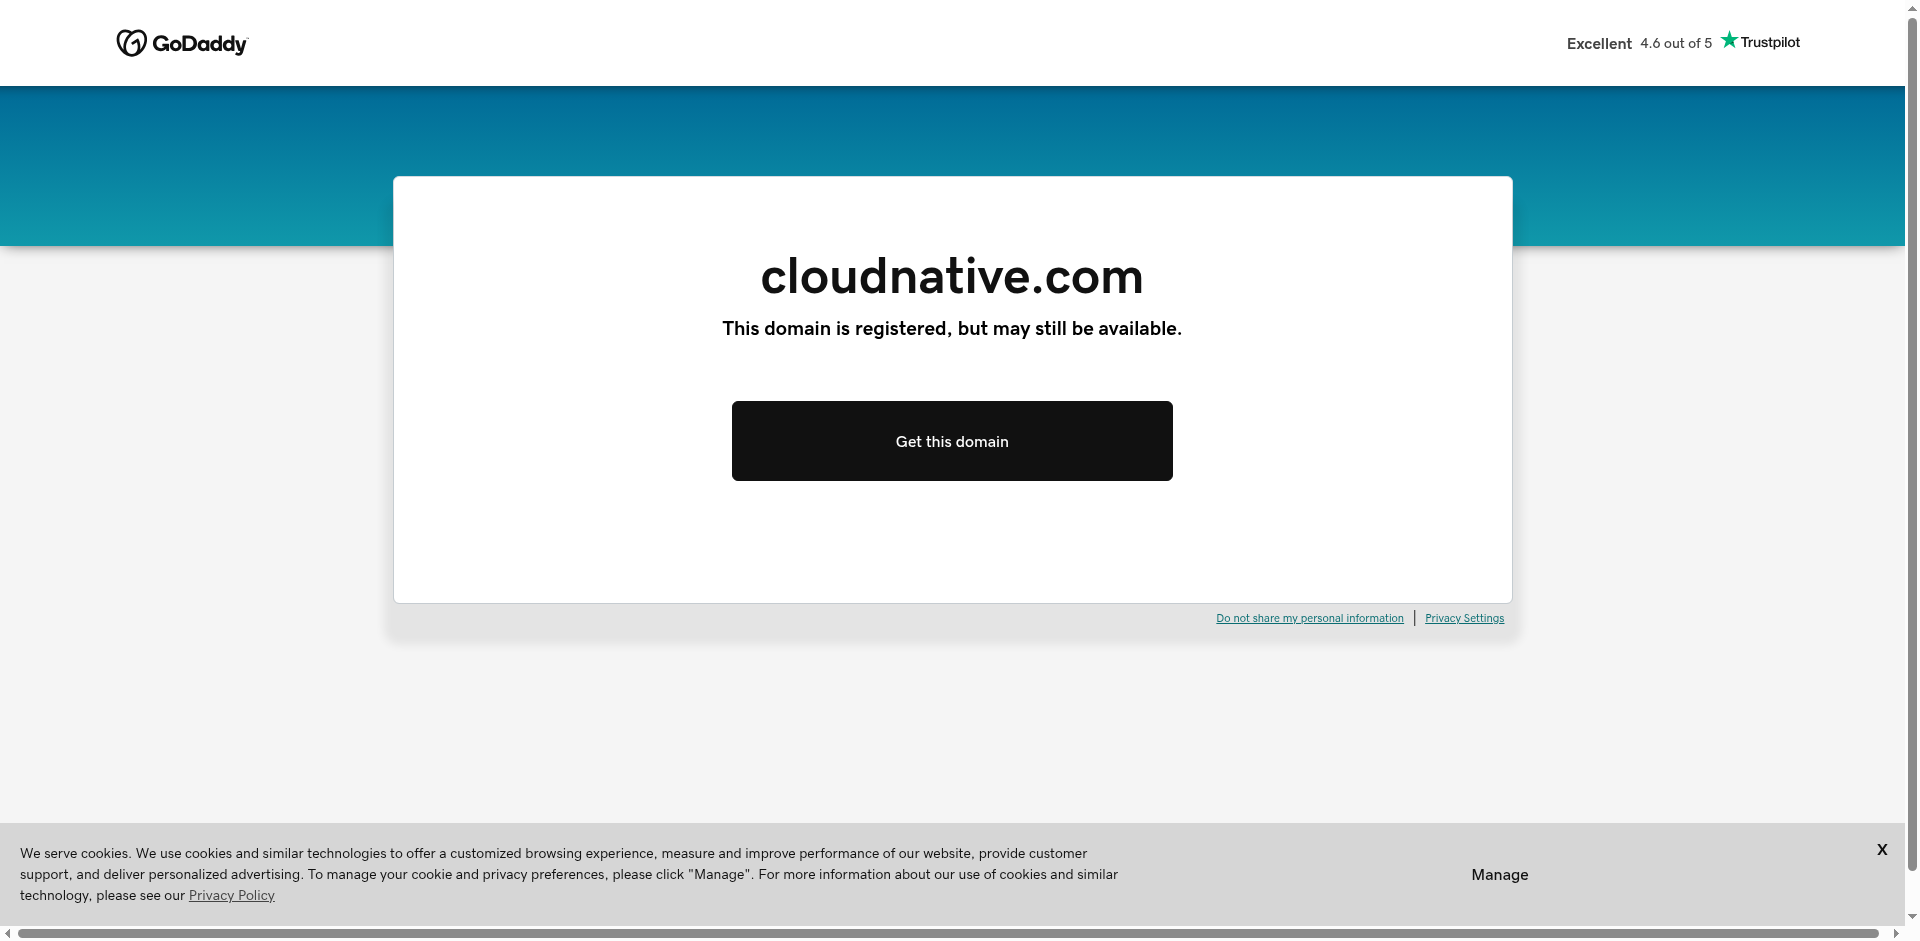 GoDaddy
Excellent 4.6 out of 5 Trustpilot
cloudnative.com
This domain is registered, but may still be available.
Get this domain
Do not share my personal information | Privacy Settings
We serve cookies. We use cookies and similar technologies to offer a customized browsing experience, measure and improve performance of our website, provide customer
support, and deliver personalized advertising. To manage your cookie and privacy preferences, please click "Manage". For more information about our use of cookies and similar
technology, please see our Privacy Policy
Manage
X